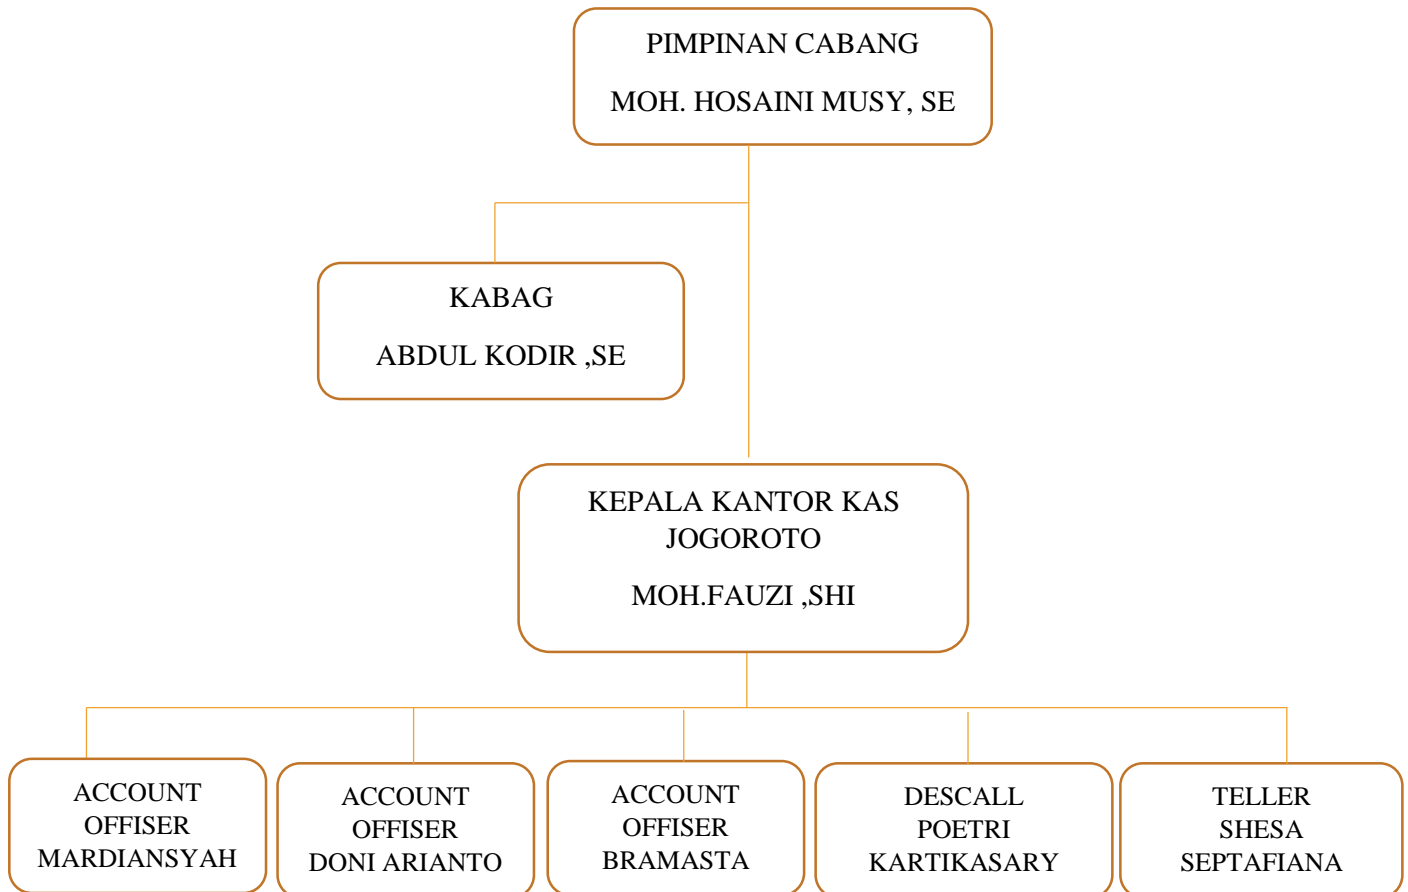 PIMPINAN CABANG
MOH. HOSAINI MUSY, SE
KABAG
ABDUL KODIR ,SE
KEPALA KANTOR KAS
JOGOROTO
MOH.FAUZI ,SHI
ACCOUNT
OFFISER
MARDIANSYAH
ACCOUNT
OFFISER
DONI ARIANTO
ACCOUNT
OFFISER
BRAMASTA
DESCALL
POETRI
KARTIKASARY
TELLER
SHESA
SEPTAFIANA